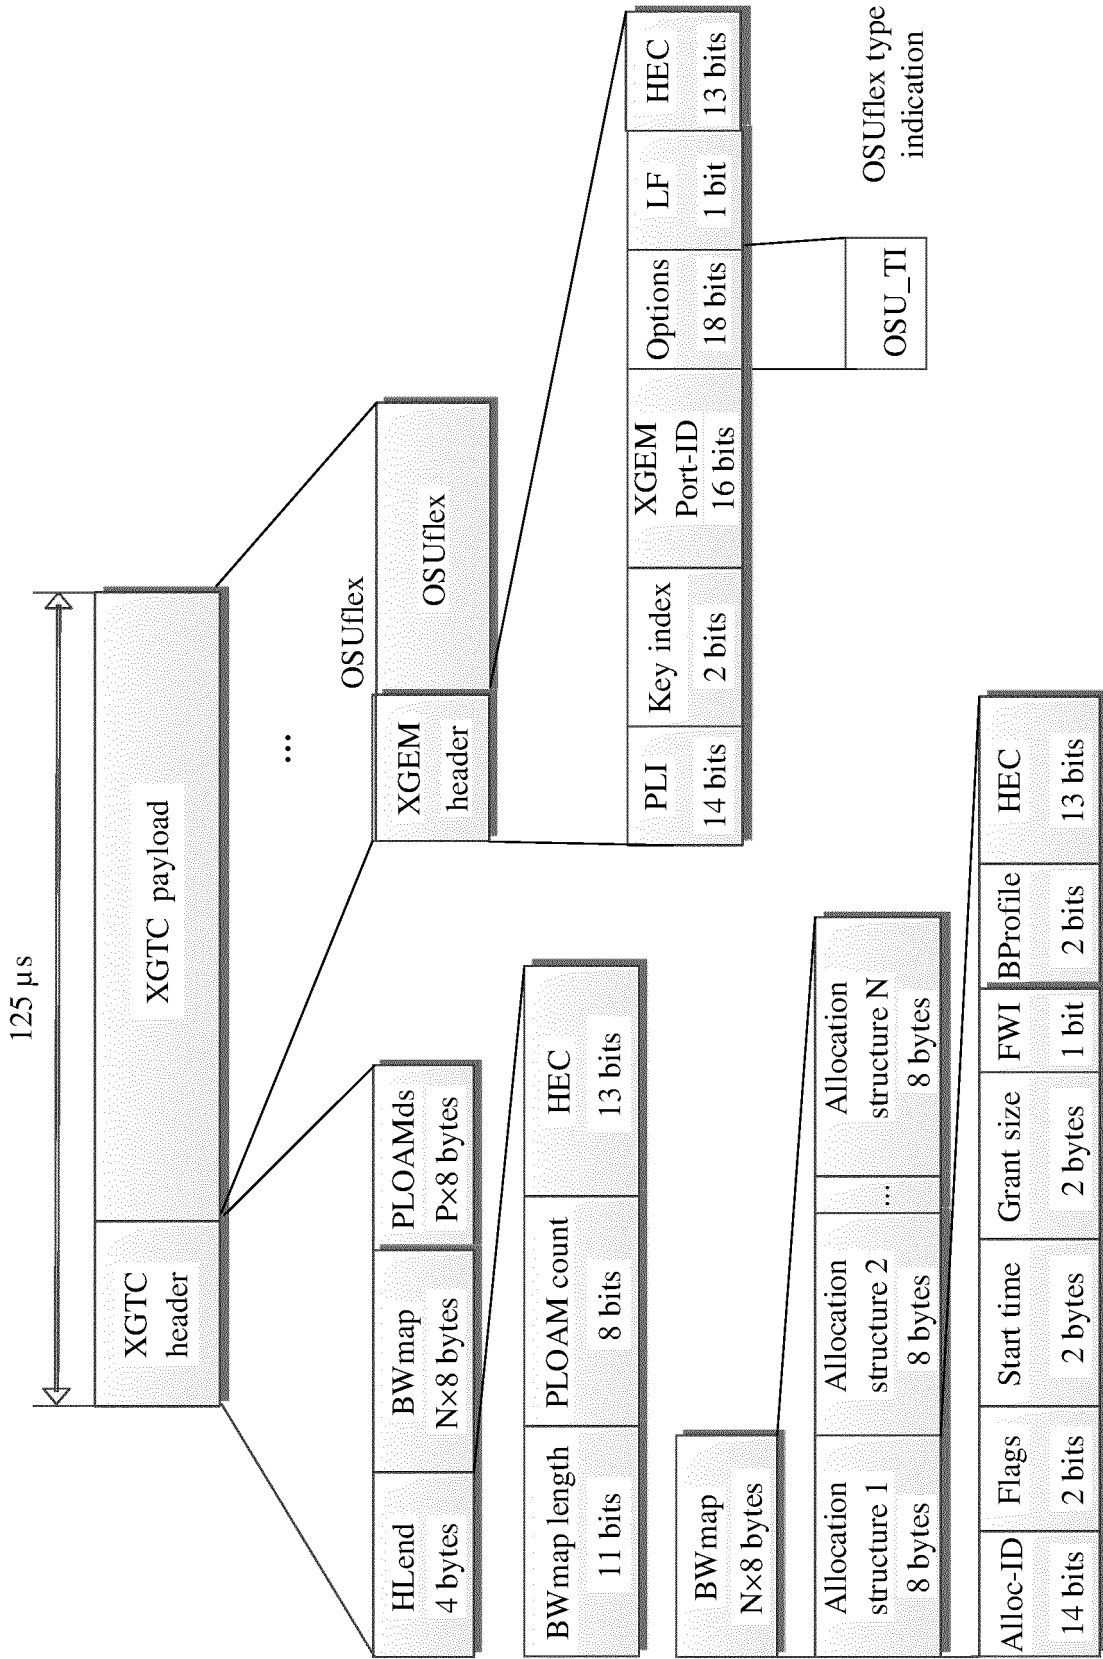 125 µs
XGTC
header
XGTC payload
...
HLend
4 bytes
BWmap
N×8 bytes
PLOAMds
P×8 bytes
OSUflex
XGEM
header
OSUflex
BWmap length
11 bits
PLOAM count
8 bits
HEC
13 bits
PLI
14 bits
Key index
2 bits
XGEM
Port-ID
16 bits
Options
18 bits
LF
1 bit
HEC
13 bits
BWmap
N×8 bytes
OSU_TI
OSUflex type
indication
Allocation
structure 1
8 bytes
Allocation
structure 2
8 bytes
...
Allocation
structure N
8 bytes
Alloc-ID
14 bits
Flags
2 bits
Start time
2 bytes
Grant size
2 bytes
FWI
1 bit
BProfile
2 bits
HEC
13 bits